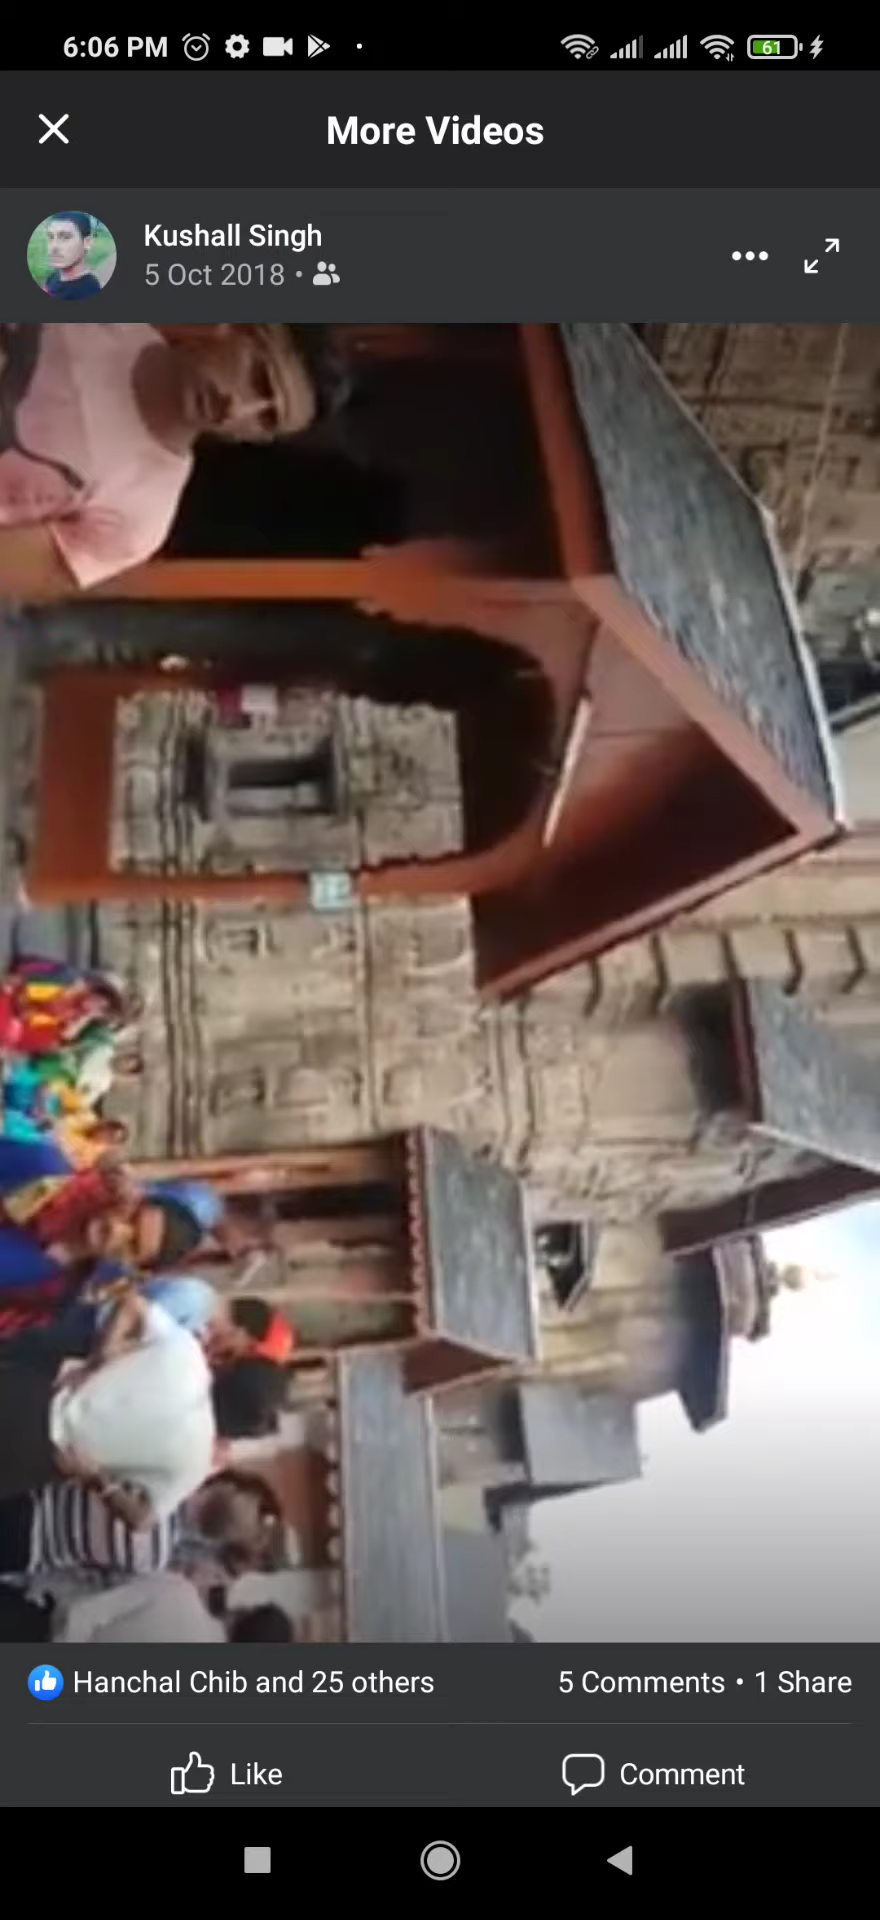 6:06 PM
61
More Videos
Kushall Singh
5 Oct 2018 •
Hanchal Chib and 25 others
5 Comments • 1 Share
Like
Comment